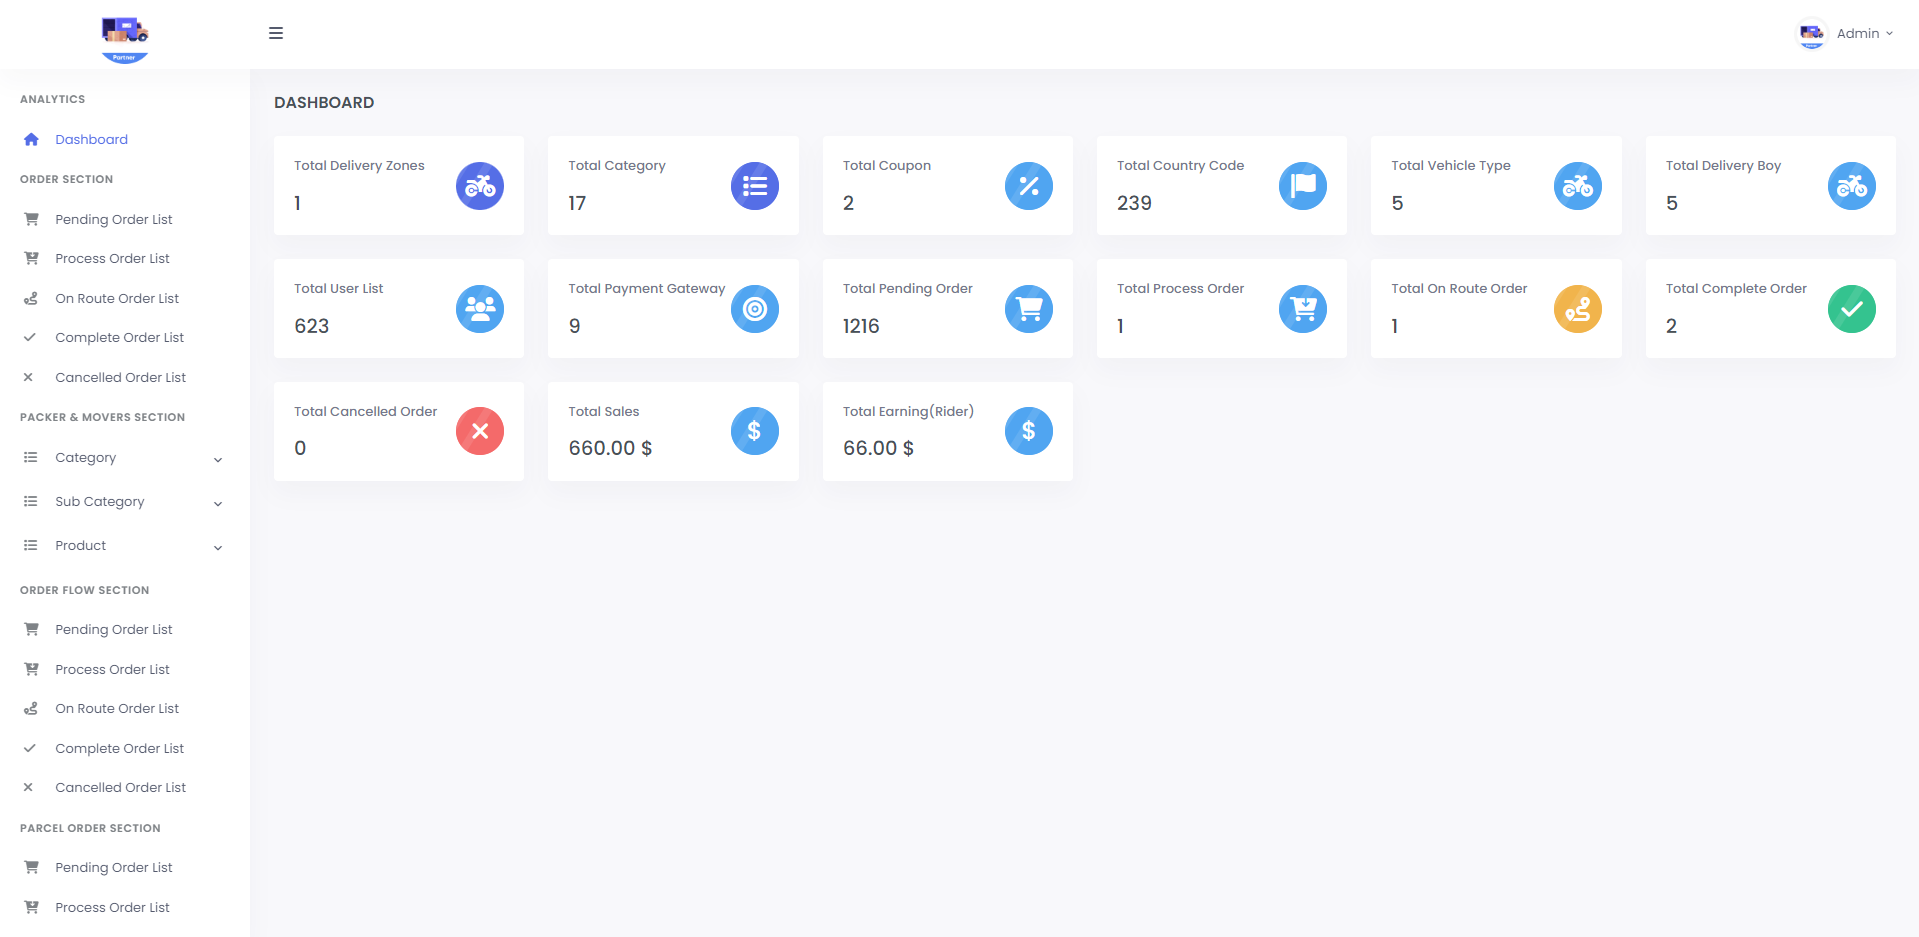 Partner
Admin
ANALYTICS
Dashboard
ORDER SECTION
Pending Order List
Process Order List
On Route Order List
Complete Order List
Cancelled Order List
PACKER & MOVERS SECTION
Category
Sub Category
Product
ORDER FLOW SECTION
Pending Order List
Process Order List
On Route Order List
Complete Order List
Cancelled Order List
PARCEL ORDER SECTION
Pending Order List
Process Order List
DASHBOARD
Total Delivery Zones
1
Total Category
17
Total Coupon
2
Total Country Code
239
Total Vehicle Type
5
Total Delivery Boy
5
Total User List
623
Total Payment Gateway
9
Total Pending Order
1216
Total Process Order
1
Total On Route Order
1
Total Complete Order
2
Total Cancelled Order
0
Total Sales
660.00 $
Total Earning(Rider)
66.00 $